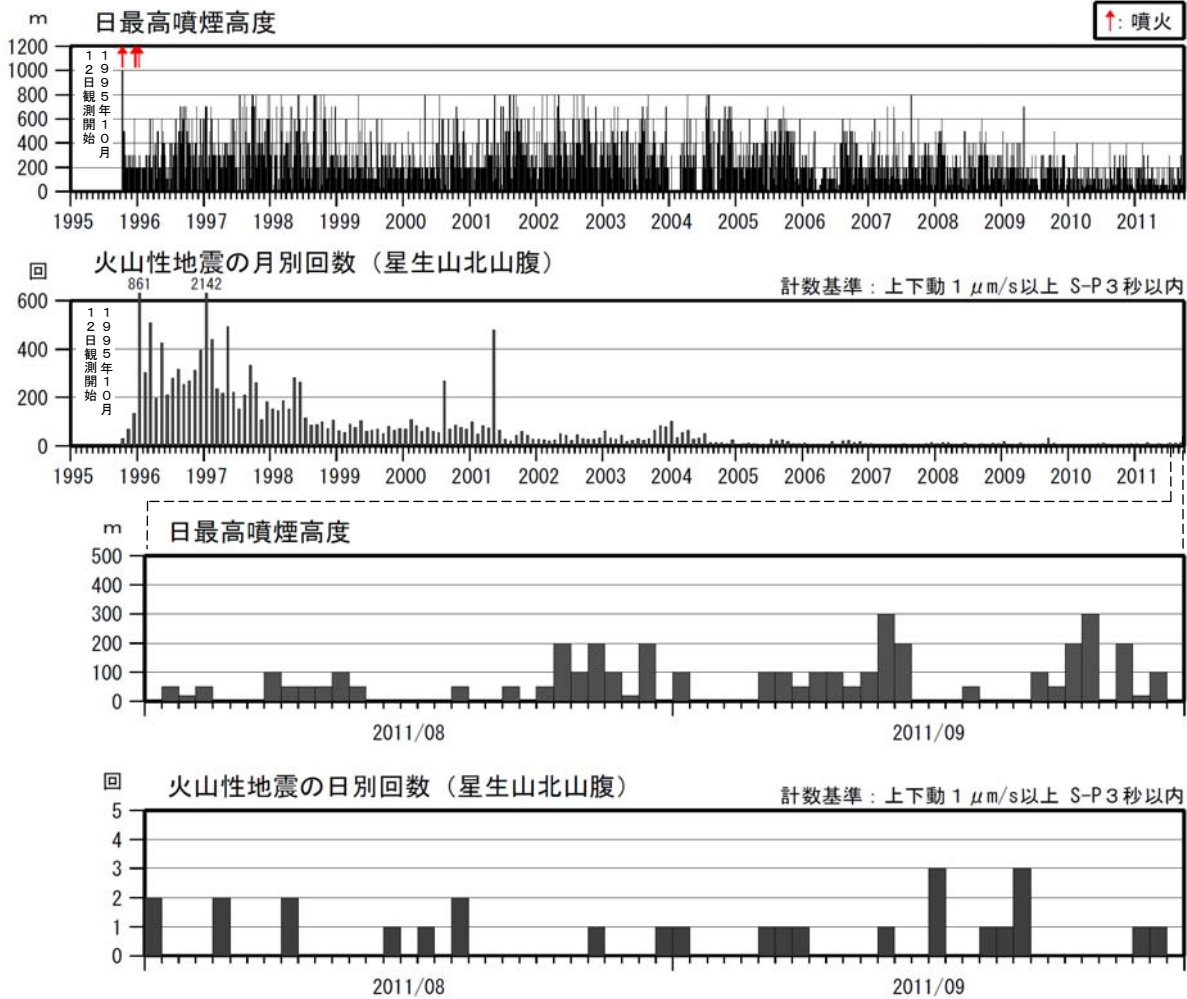 m 日最高噴煙高度
↑: 噴火
1200
1000
800
600
400
200
0
1995年10月
12日観測開始
1995 1996 1997 1998 1999 2000 2001 2002 2003 2004 2005 2006 2007 2008 2009 2010 2011
回 火山性地震の月別回数（星生山北山腹）
861 2142
計数基準：上下動１μm/s以上 S-P３秒以内
600
400
200
0
1995年10月
12日観測開始
1995 1996 1997 1998 1999 2000 2001 2002 2003 2004 2005 2006 2007 2008 2009 2010 2011
m 日最高噴煙高度
500
400
300
200
100
0
2011/08 2011/09
回 火山性地震の日別回数（星生山北山腹）
計数基準：上下動１μm/s以上 S-P３秒以内
5
4
3
2
1
0
2011/08 2011/09